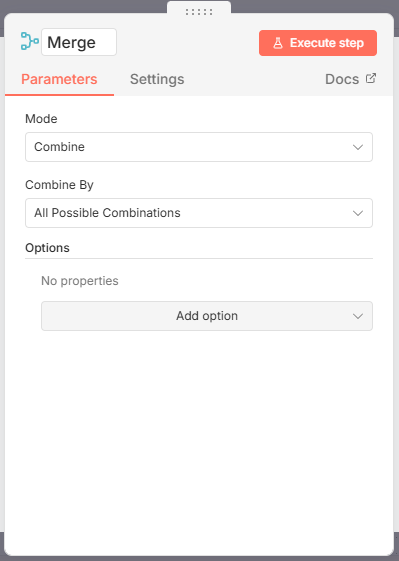 Merge
Execute step
Parameters
Settings
Docs
Mode
Combine
Combine By
All Possible Combinations
Options
No properties
Add option